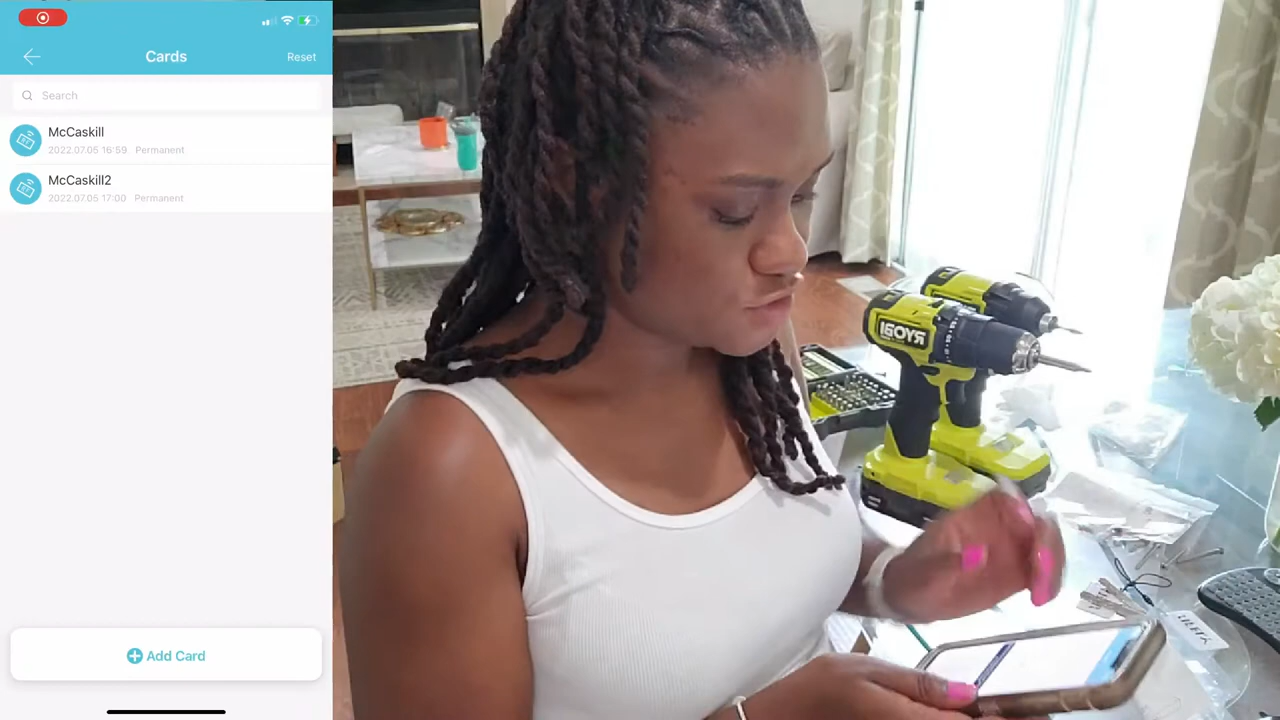 Cards
Reset
Search
McCaskill
2022.07.05 16:59 Permanent
McCaskill2
2022.07.05 17:00 Permanent
Add Card
RYOBI